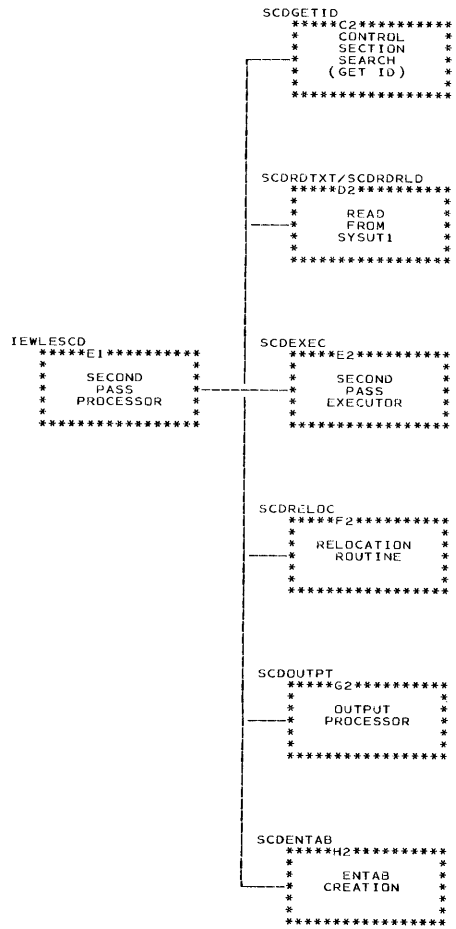 SCDGETID
*****C2**********
CONTROL
SECTION
SEARCH
(GET ID)
*****************
SCDRDTXT/SCDRDRLD
*****D2**********
READ
FROM
SYSUT1
*****************
IEWLESCD
*****E1**********
SECOND
PASS
PROCESSOR
*****************
SCDEXEC
*****E2**********
SECOND
PASS
EXECUTOR
*****************
SCDRELOC
*****F2**********
RELOCATION
ROUTINE
*****************
SCDOUTPT
*****G2**********
OUTPUT
PROCESSOR
*****************
SCDENTAB
*****H2**********
ENTAB
CREATION
*****************